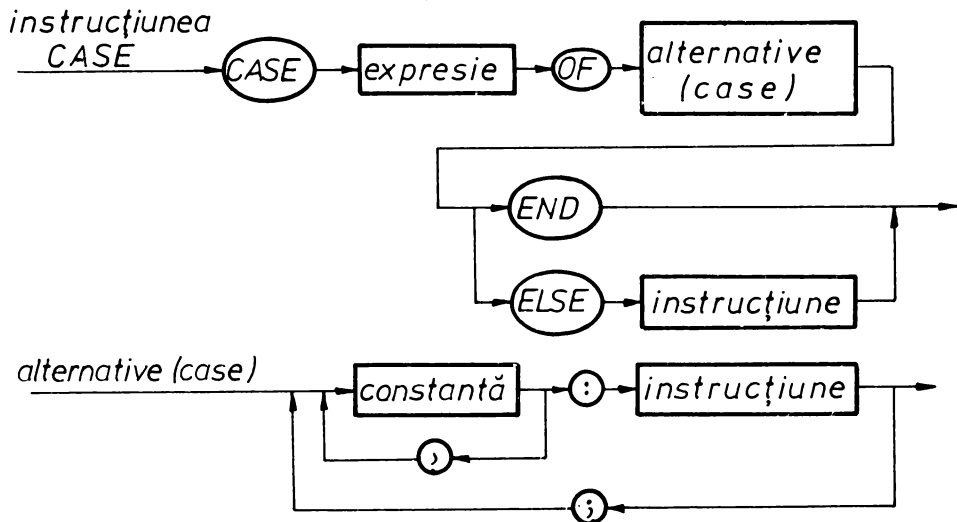 instrucțiunea
CASE
CASE
expresie
OF
alternative
(case)
END
ELSE
instrucțiune
alternative (case)
constantă
:
instrucțiune
,
;